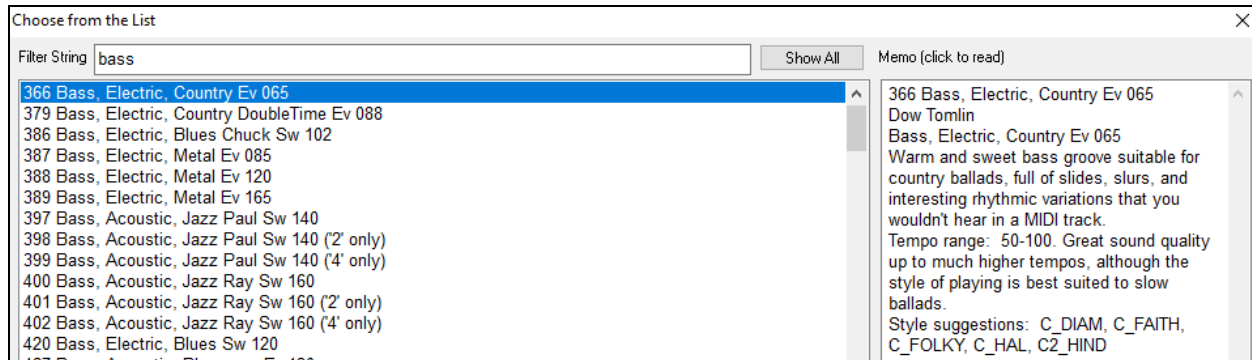 Choose from the List
Filter String bass Show All Memo (click to read)
366 Bass, Electric, Country Ev 065
379 Bass, Electric, Country DoubleTime Ev 088
386 Bass, Electric, Blues Chuck Sw 102
387 Bass, Electric, Metal Ev 085
388 Bass, Electric, Metal Ev 120
389 Bass, Electric, Metal Ev 165
397 Bass, Acoustic, Jazz Paul Sw 140
398 Bass, Acoustic, Jazz Paul Sw 140 ('2' only)
399 Bass, Acoustic, Jazz Paul Sw 140 ('4' only)
400 Bass, Acoustic, Jazz Ray Sw 160
401 Bass, Acoustic, Jazz Ray Sw 160 ('2' only)
402 Bass, Acoustic, Jazz Ray Sw 160 ('4' only)
420 Bass, Electric, Blues Sw 120
366 Bass, Electric, Country Ev 065
Dow Tomlin
Bass, Electric, Country Ev 065
Warm and sweet bass groove suitable for
country ballads, full of slides, slurs, and
interesting rhythmic variations that you
wouldn't hear in a MIDI track.
Tempo range: 50-100. Great sound quality
up to much higher tempos, although the
style of playing is best suited to slow
ballads.
Style suggestions: C_DIAM, C_FAITH,
C_FOLKY, C_HAL, C2_HIND